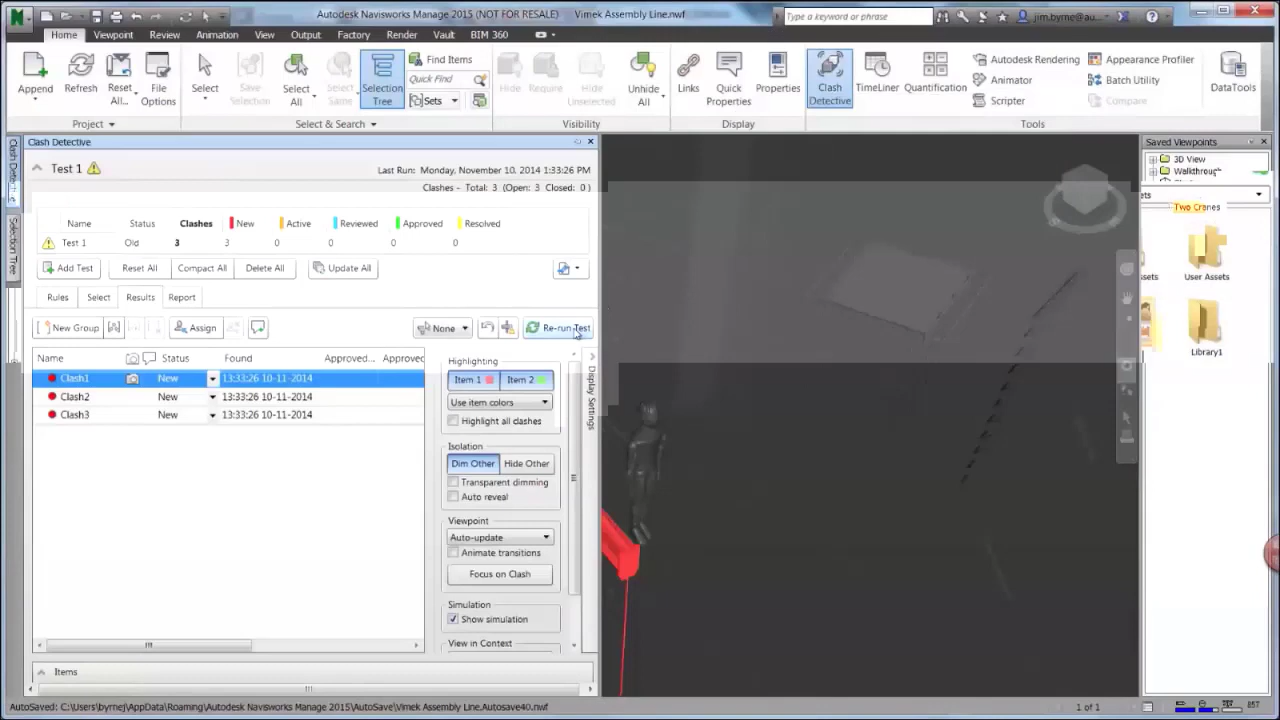 Autodesk Navisworks Manage 2015 (NOT FOR RESALE) Vimek Assembly Line.nwf
Type a keyword or phrase
jim.byrne@au...
Home Viewpoint Review Animation View Output Factory Render Vault BIM 360
Append
Refresh
Reset All...
File Options
Project
Select
Save Selection
Select All
Select Same
Selection Tree
Find Items
Quick Find
Sets
Select & Search
Hide
Require
Hide Unselected
Unhide All
Visibility
Links
Quick Properties
Properties
Display
Clash Detective
TimeLiner
Quantification
Autodesk Rendering
Animator
Scripter
Appearance Profiler
Batch Utility
Compare
DataTools
Tools
Selection Tree
Clash Detective
Test 1
Last Run: Monday, November 10, 2014 1:33:26 PM
Clashes - Total: 3 (Open: 3 Closed: 0)
Name Status Clashes New Active Reviewed Approved Resolved
Test 1 Old 3 3 0 0 0 0
Add Test Reset All Compact All Delete All Update All
Rules Select Results Report
New Group Assign None Re-run Test
Name Status Found Approved... Approved
Clash1 New 13:33:26 10-11-2014
Clash2 New 13:33:26 10-11-2014
Clash3 New 13:33:26 10-11-2014
Highlighting
Item 1 Item 2
Use item colors
Highlight all clashes
Isolation
Dim Other Hide Other
Transparent dimming
Auto reveal
Viewpoint
Auto-update
Animate transitions
Focus on Clash
Simulation
Show simulation
View in Context
Display Settings
Items
Saved Viewpoints
3D View
Walkthrough
Two Cranes
User Assets
Library1
AutoSaved: C:\Users\byrnej\AppData\Roaming\Autodesk Navisworks Manage 2015\AutoSave\Vimek Assembly Line.Autosave40.nwf
1 of 1
857